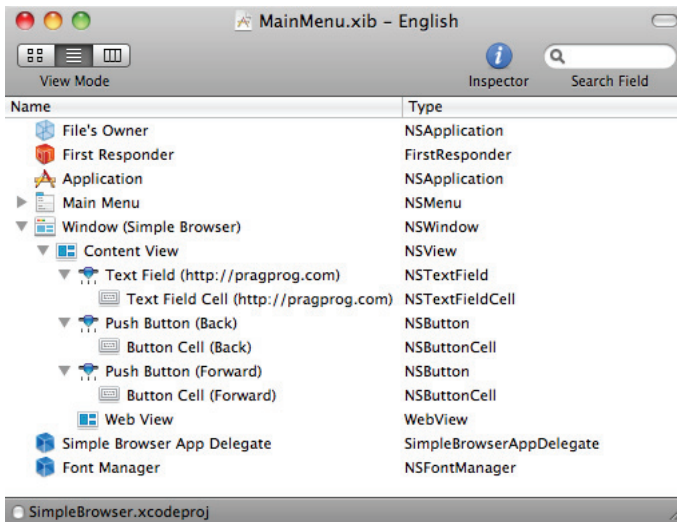 MainMenu.xib – English
View Mode
Inspector
Search Field
Name Type
File's Owner NSApplication
First Responder FirstResponder
Application NSApplication
Main Menu NSMenu
Window (Simple Browser) NSWindow
Content View NSView
Text Field (http://pragprog.com) NSTextField
Text Field Cell (http://pragprog.com) NSTextFieldCell
Push Button (Back) NSButton
Button Cell (Back) NSButtonCell
Push Button (Forward) NSButton
Button Cell (Forward) NSButtonCell
Web View WebView
Simple Browser App Delegate SimpleBrowserAppDelegate
Font Manager NSFontManager
SimpleBrowser.xcodeproj